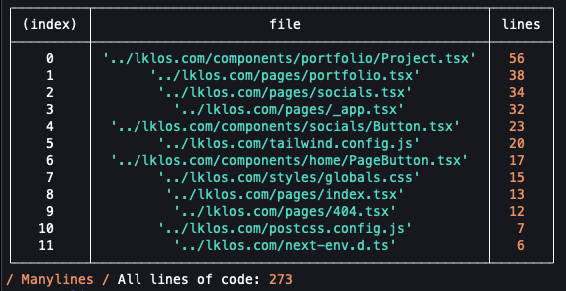 (index) file lines
0 '../lklos.com/components/portfolio/Project.tsx' 56
1 '../lklos.com/pages/portfolio.tsx' 38
2 '../lklos.com/pages/socials.tsx' 34
3 '../lklos.com/pages/_app.tsx' 32
4 '../lklos.com/components/socials/Button.tsx' 23
5 '../lklos.com/tailwind.config.js' 20
6 '../lklos.com/components/home/PageButton.tsx' 17
7 '../lklos.com/styles/globals.css' 15
8 '../lklos.com/pages/index.tsx' 13
9 '../lklos.com/pages/404.tsx' 12
10 '../lklos.com/postcss.config.js' 7
11 '../lklos.com/next-env.d.ts' 6
/ Manylines / All lines of code: 273